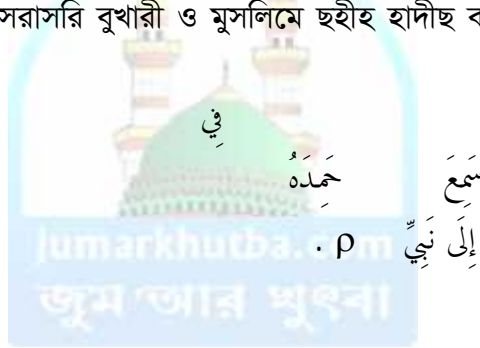 সরাসরি বুখারী ও মুসলিমে ছহীহ হাদীছ ব
فِي
سَمِعَ حَمِدَهُ
إِلَى نَبِيِّ ρ .
jumarkhutba.com
জুম'আর খুৎবা